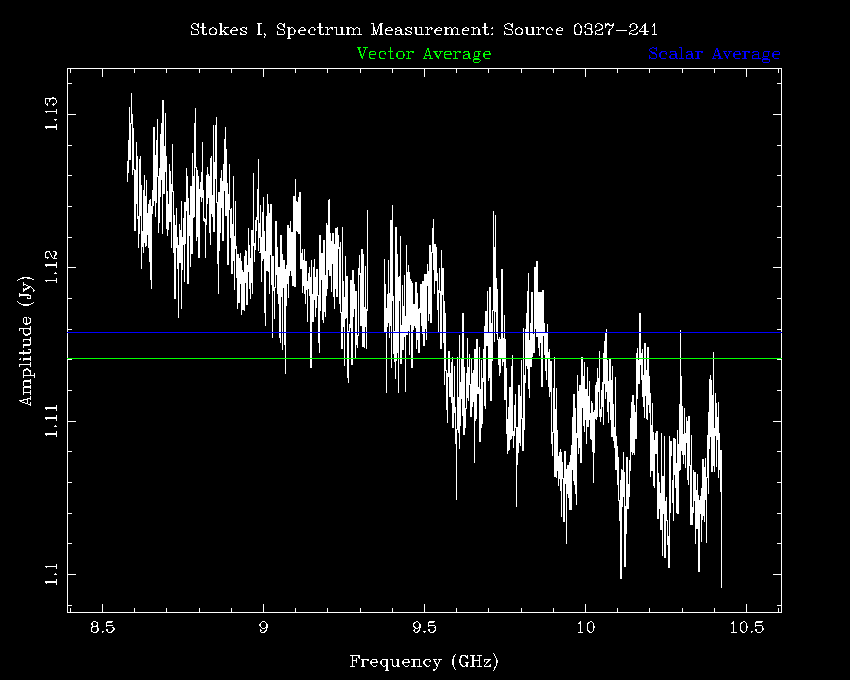 Stokes I, Spectrum Measurement: Source 0327−241
Vector Average
Scalar Average
1.13
1.12
1.11
1.1
Amplitude (Jy)
8.5
9
9.5
10
10.5
Frequency (GHz)